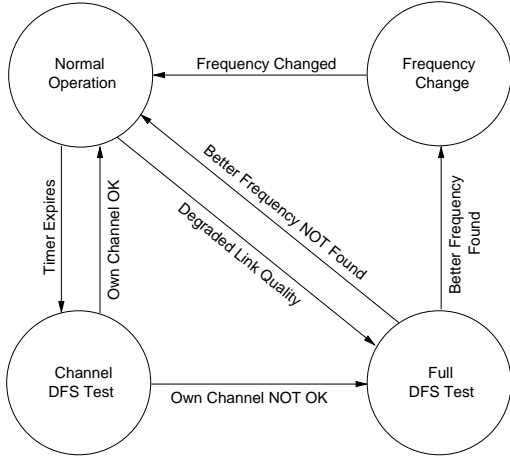 Normal
Operation
Frequency Changed
Frequency
Change
Timer Expires
Own Channel OK
Better Frequency NOT Found
Degraded Link Quality
Better Frequency
Found
Channel
DFS Test
Own Channel NOT OK
Full
DFS Test